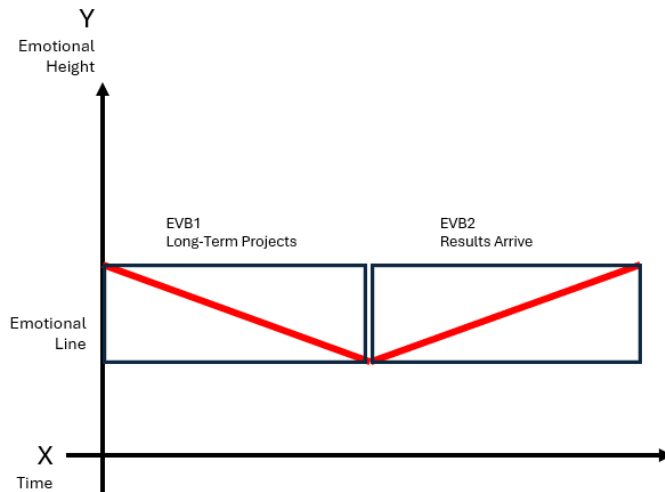 Y
Emotional
Height
EVB1
Long-Term Projects
EVB2
Results Arrive
Emotional
Line
X
Time